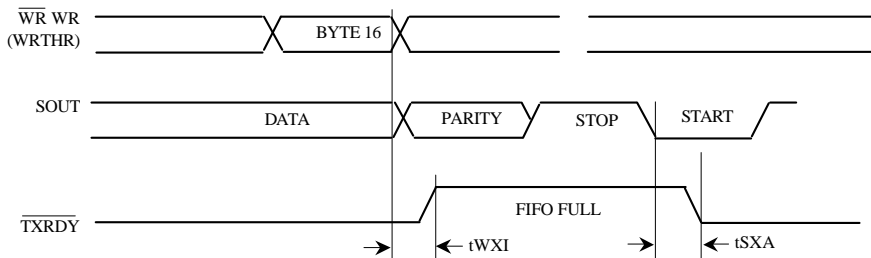 WR WR
(WRTHR)
BYTE 16
SOUT
DATA
PARITY
STOP
START
TXRDY
FIFO FULL
tWXI
tSXA